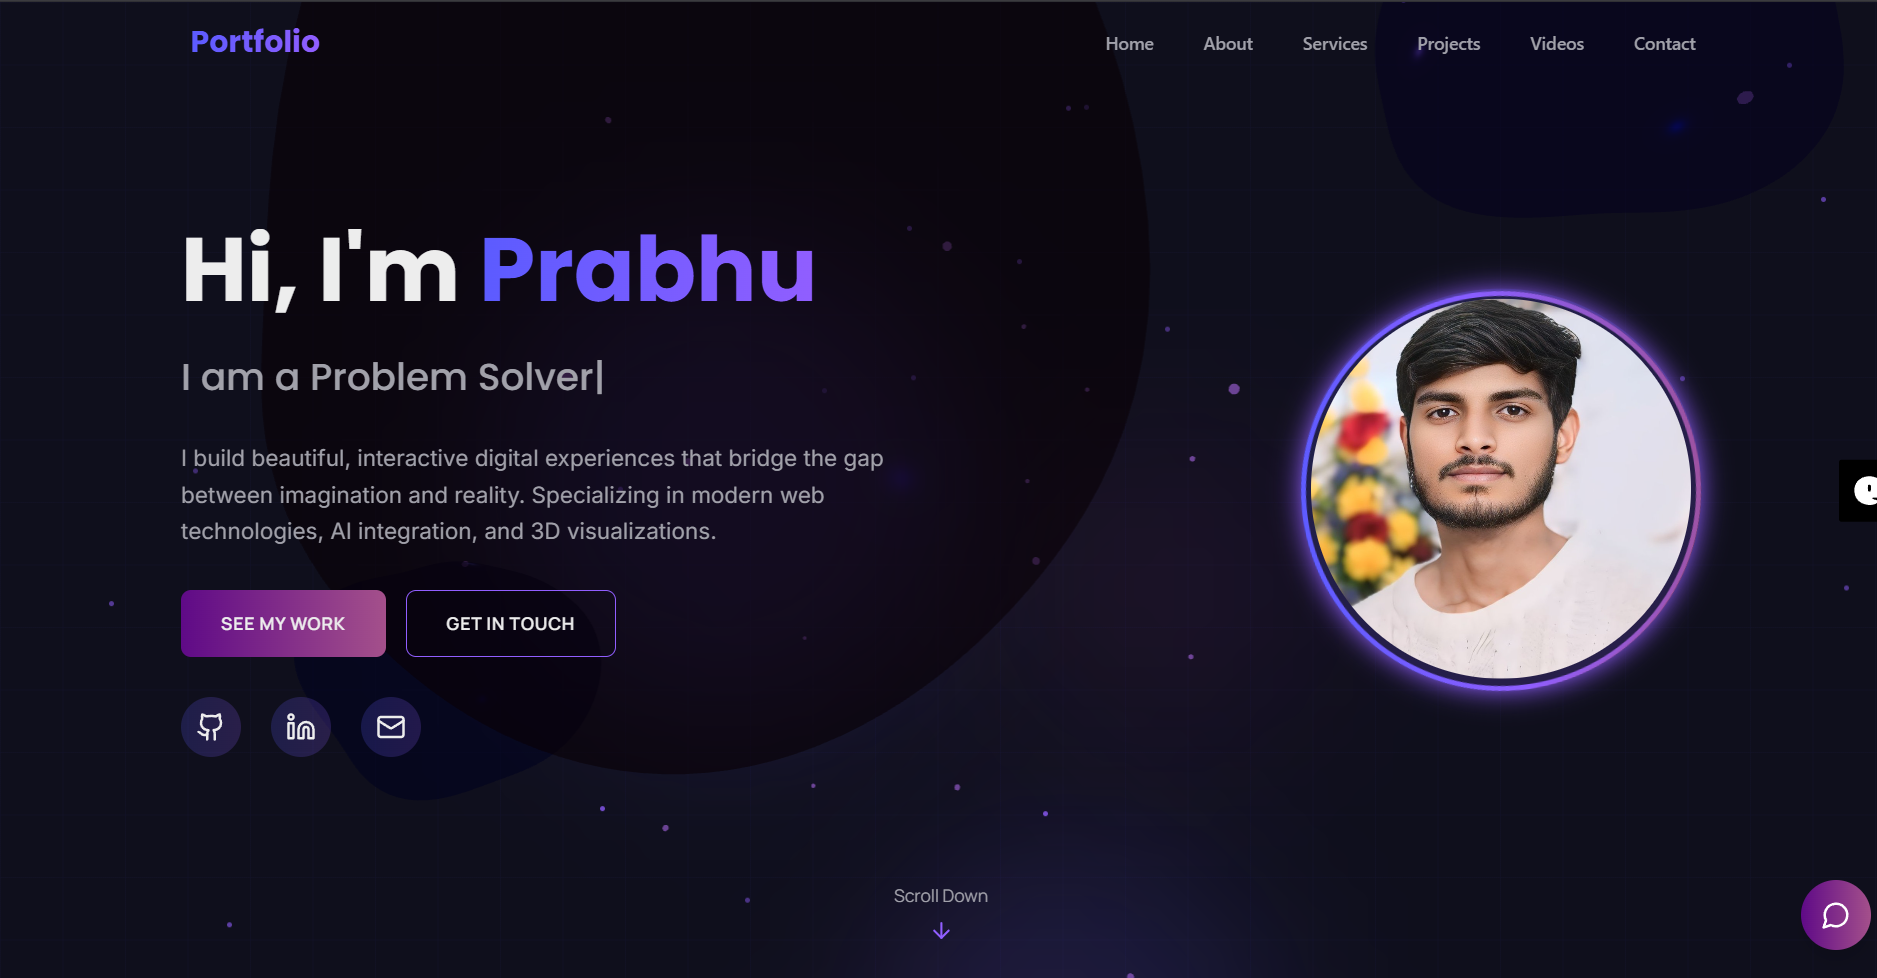 Portfolio
Home About Services Projects Videos Contact
Hi, I'm Prabhu
I am a Problem Solver|
I build beautiful, interactive digital experiences that bridge the gap
between imagination and reality. Specializing in modern web
technologies, AI integration, and 3D visualizations.
SEE MY WORK GET IN TOUCH
in
Scroll Down